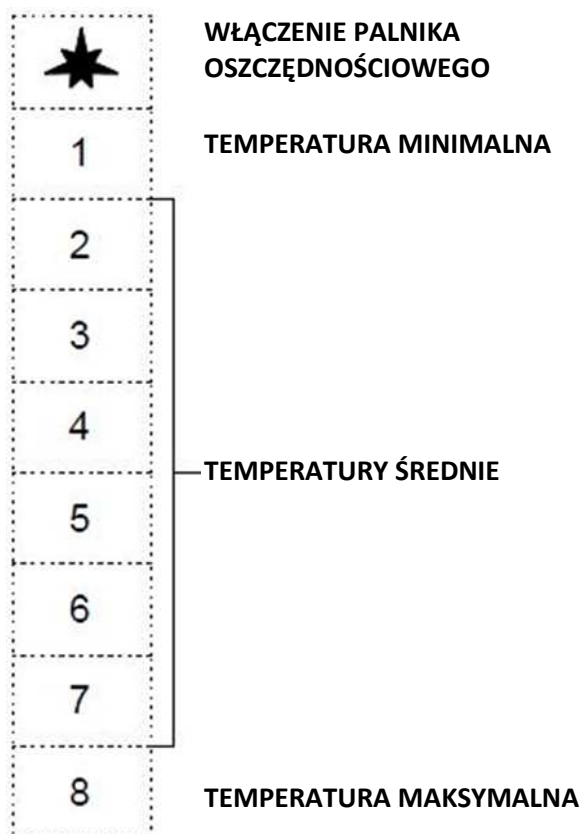 WŁĄCZENIE PALNIKA
OSZCZĘDNOŚCIOWEGO
1 TEMPERATURA MINIMALNA
2
3
4
TEMPERATURY ŚREDNIE
5
6
7
8 TEMPERATURA MAKSYMALNA